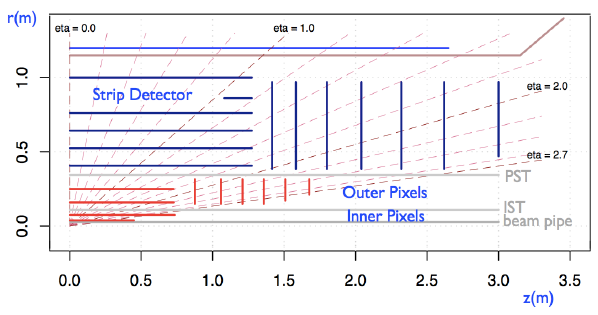 r(m)
eta = 0.0
eta = 1.0
1.0
Strip Detector
eta = 2.0
0.5
eta = 2.7
PST
Outer Pixels
IST
Inner Pixels
beam pipe
0.0
0.0 0.5 1.0 1.5 2.0 2.5 3.0 3.5
z(m)